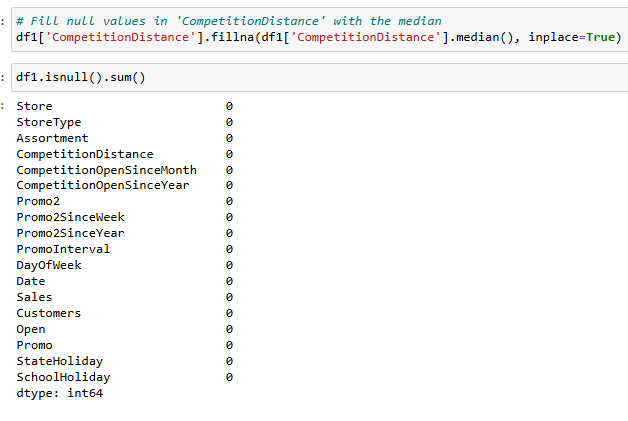 :
# Fill null values in 'CompetitionDistance' with the median
df1['CompetitionDistance'].fillna(df1['CompetitionDistance'].median(), inplace=True)
: df1.isnull().sum()
: Store 0
StoreType 0
Assortment 0
CompetitionDistance 0
CompetitionOpenSinceMonth 0
CompetitionOpenSinceYear 0
Promo2 0
Promo2SinceWeek 0
Promo2SinceYear 0
PromoInterval 0
DayOfWeek 0
Date 0
Sales 0
Customers 0
Open 0
Promo 0
StateHoliday 0
SchoolHoliday 0
dtype: int64